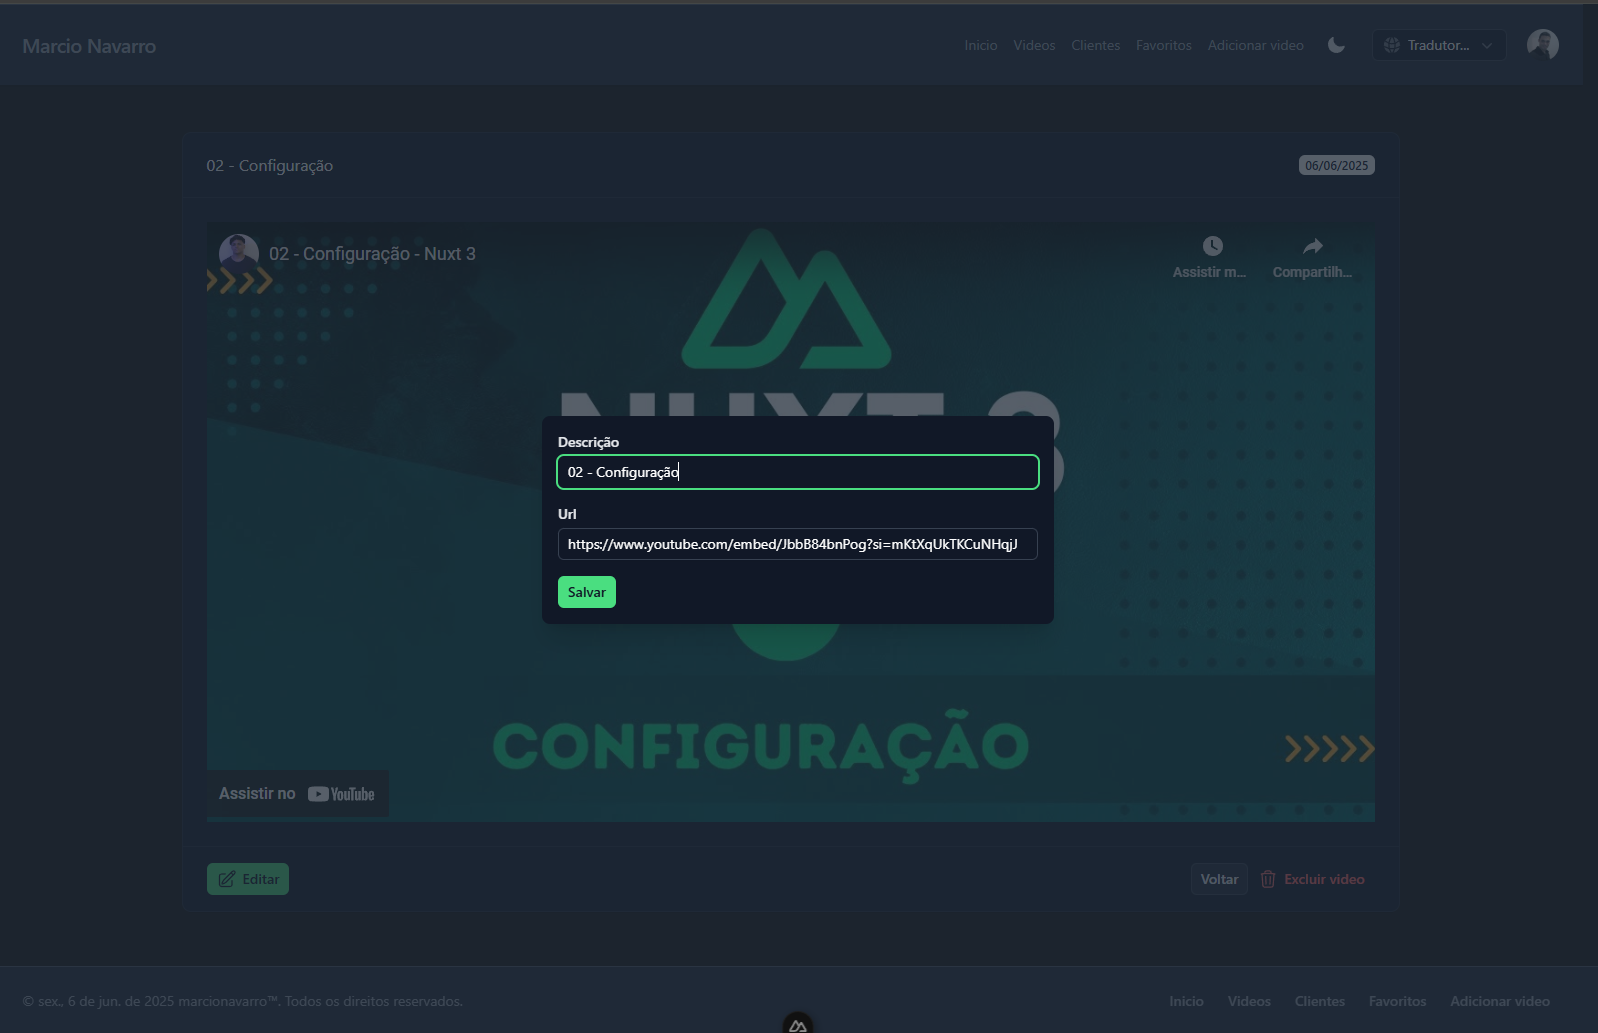 Marcio Navarro
Inicio Videos Clientes Favoritos Adicionar video Tradutor...
02 - Configuração
06/06/2025
02 - Configuração - Nuxt 3
Assistir m...
Compartilh...
NUXT 3
Descrição
02 - Configuração
Url
https://www.youtube.com/embed/JbbB84bnPog?si=mKtXqUkTKCuNHqjJ
Salvar
CONFIGURAÇÃO
Assistir no YouTube
Editar
Voltar
Excluir video
© sex., 6 de jun. de 2025 marcionavarro™. Todos os direitos reservados.
Inicio Videos Clientes Favoritos Adicionar video